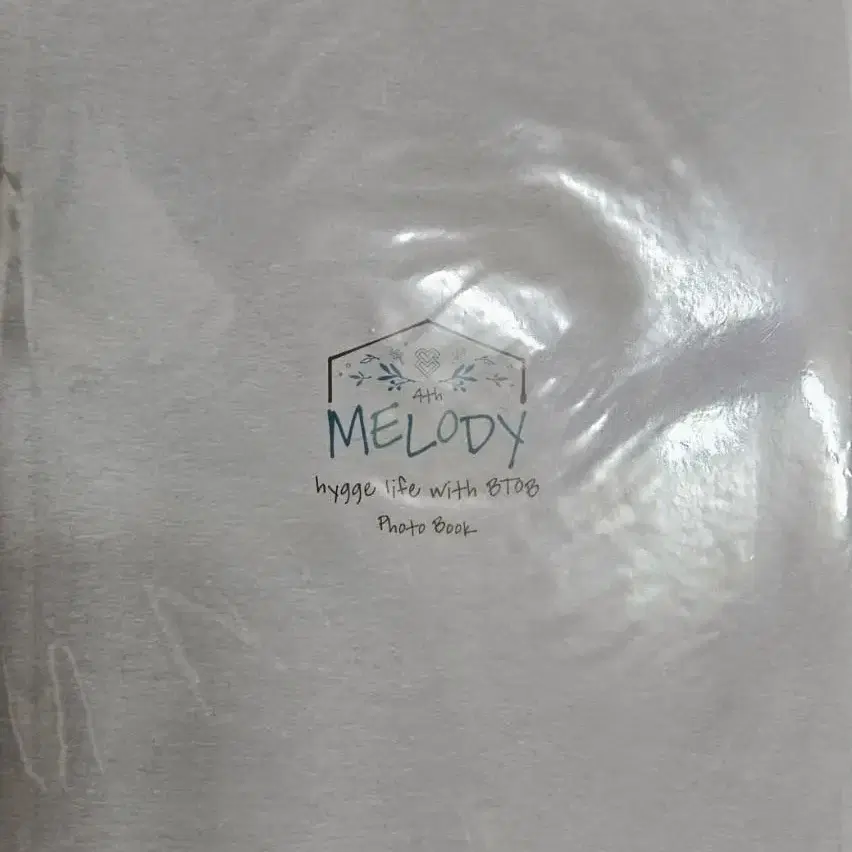 4th
MELODY
hygge life with BTOB
Photo Book